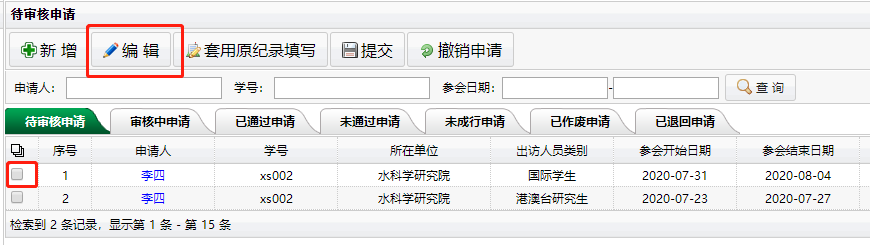 待审核申请
新 增 编 辑 套用原纪录填写 提交 撤销申请
申请人： 学号： 参会日期： - 查 询
待审核申请 审核中申请 已通过申请 未通过申请 未成行申请 已作废申请 已退回申请
序号 申请人 学号 所在单位 出访人员类别 参会开始日期 参会结束日期
1 李四 xs002 水科学研究院 国际学生 2020-07-31 2020-08-04
2 李四 xs002 水科学研究院 港澳台研究生 2020-07-23 2020-07-27
检索到 2 条记录，显示第 1 条 - 第 15 条